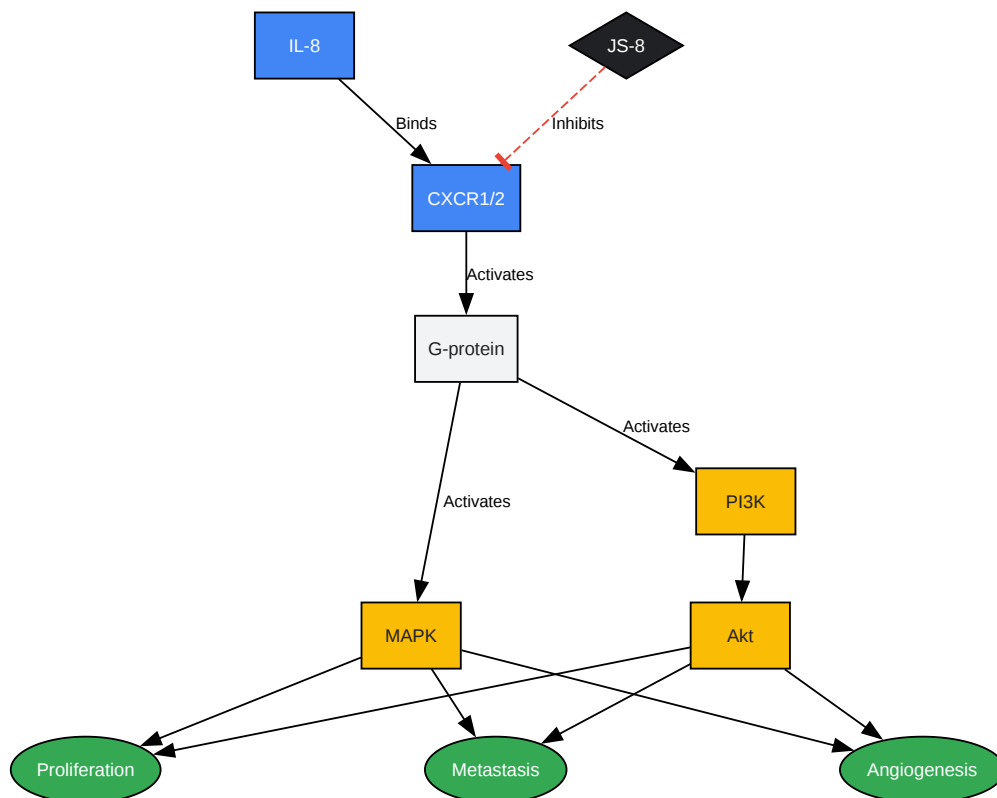 IL-8
JS-8
Binds
Inhibits
CXCR1/2
Activates
G-protein
Activates
Activates
PI3K
MAPK
Akt
Proliferation
Metastasis
Angiogenesis